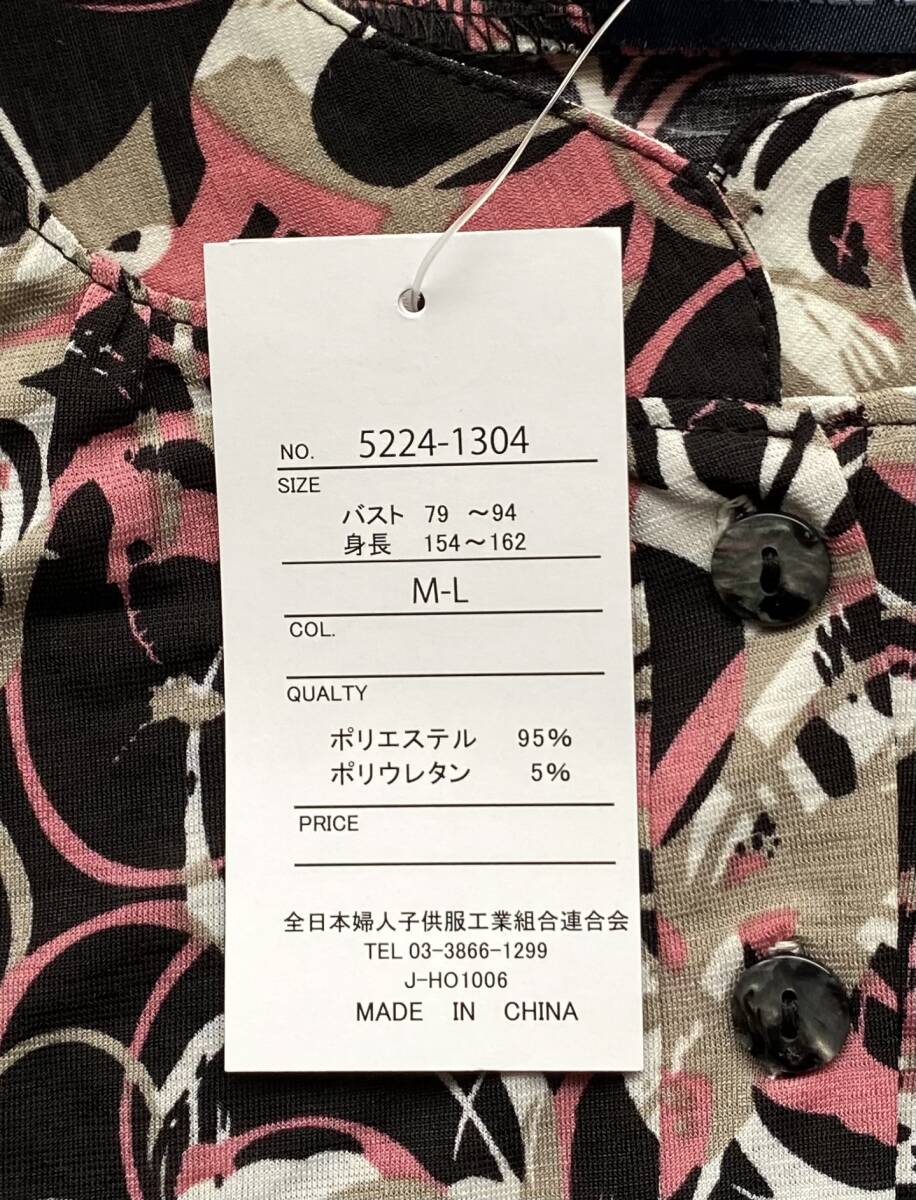 NO. 5224-1304
SIZE
バスト 79 ～94
身長 154～162
M-L
COL.
QUALTY
ポリエステル 95%
ポリウレタン 5%
PRICE
全日本婦人子供服工業組合連合会
TEL 03-3866-1299
J-HO1006
MADE IN CHINA